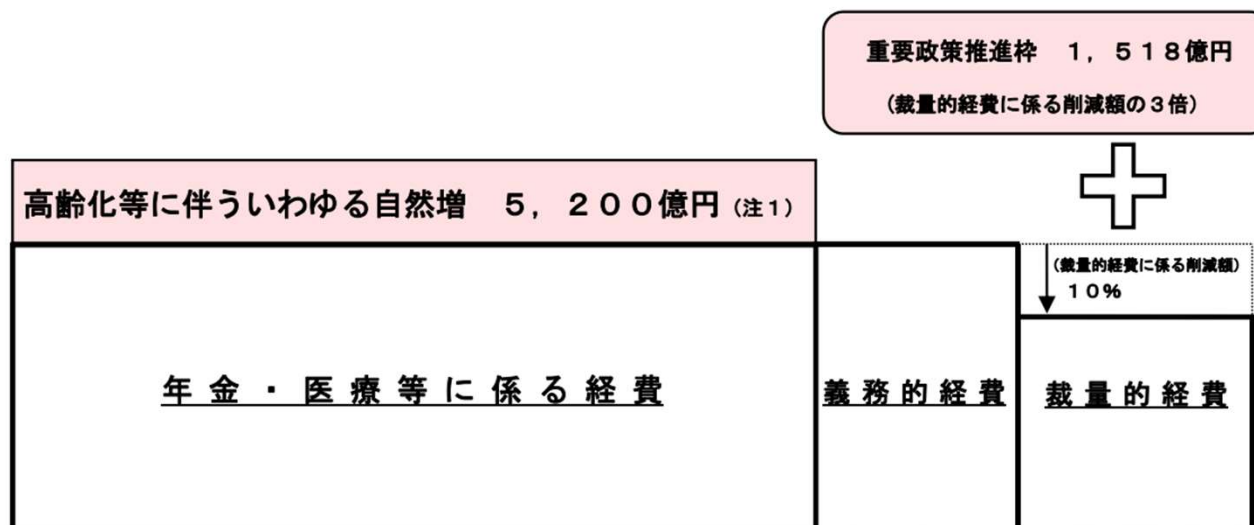 重要政策推進枠　１，５１８億円
(裁量的経費に係る削減額の３倍)
高齢化等に伴ういわゆる自然増　５，２００億円（注１）
(裁量的経費に係る削減額)
１０％
年金・医療等に係る経費
義務的経費
裁量的経費